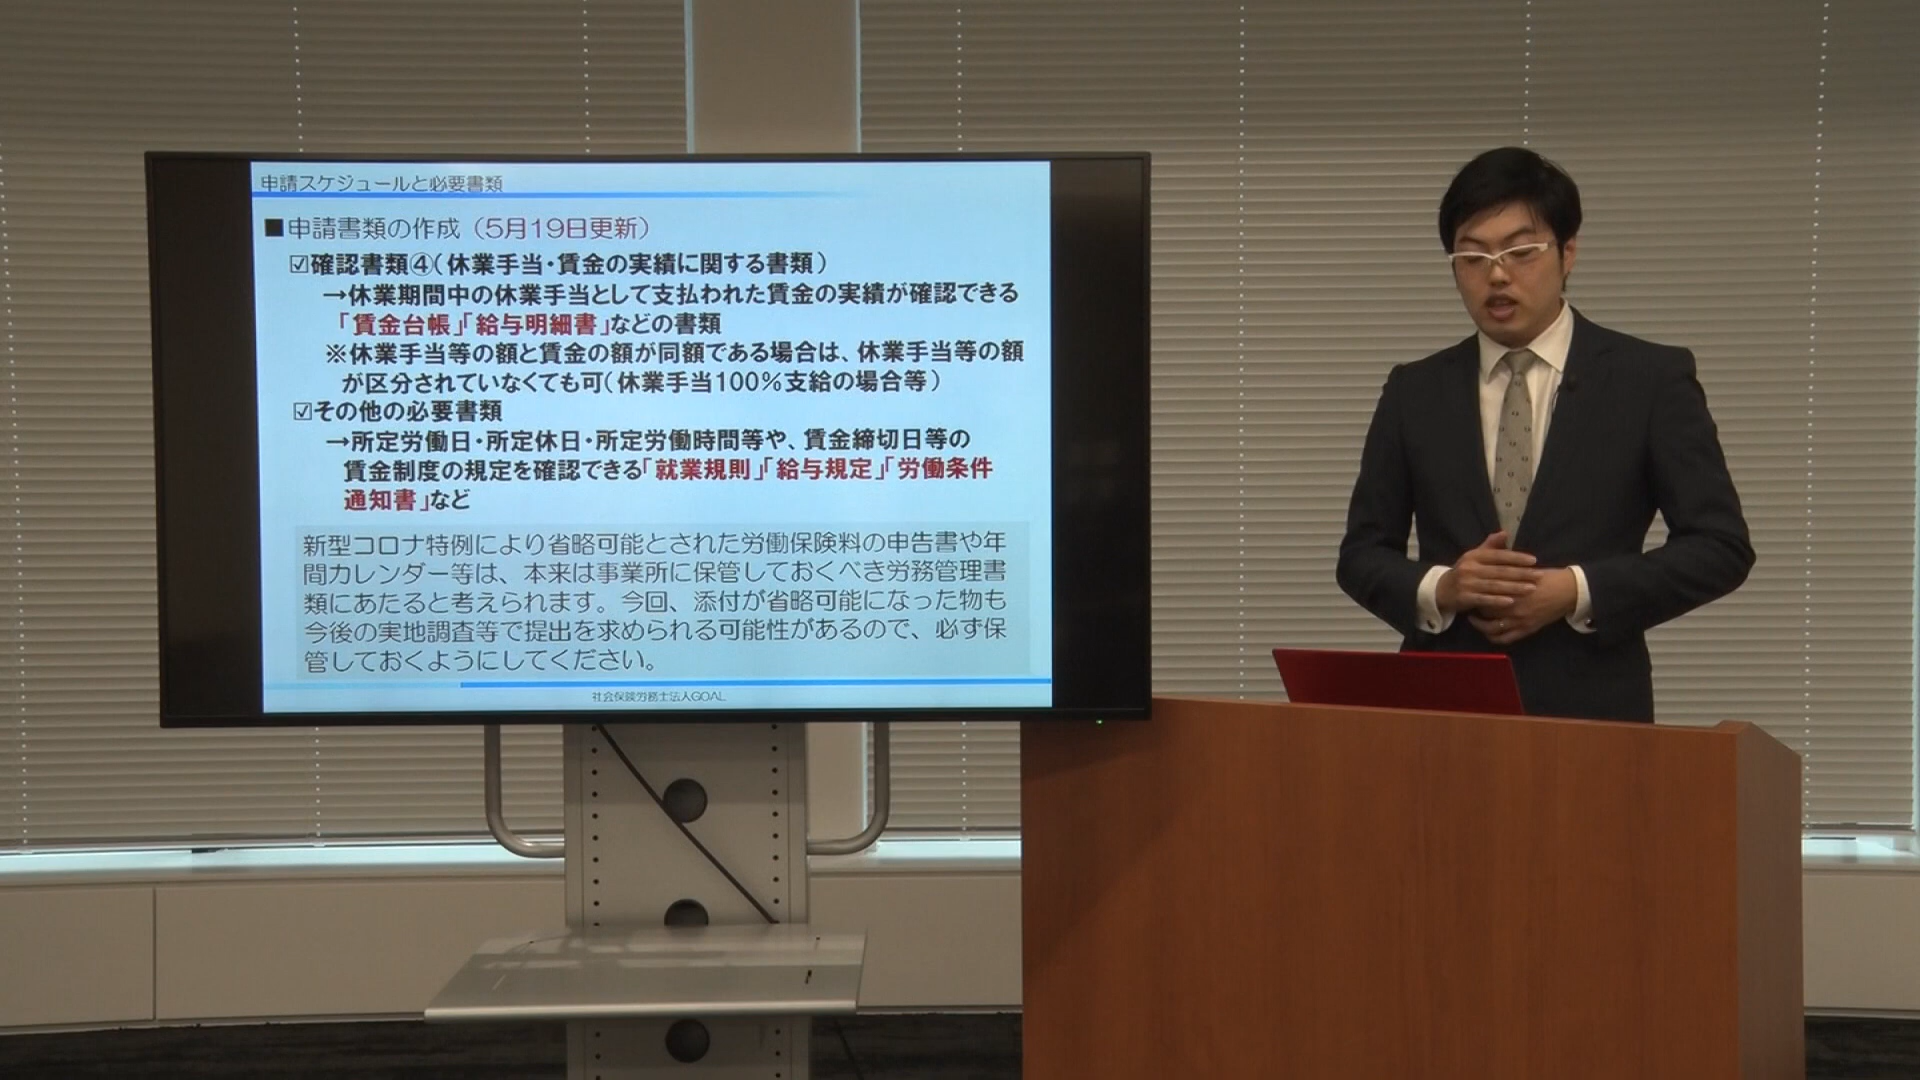 申請スケジュールと必要書類
■申請書類の作成（5月19日更新）
☑確認書類④（休業手当・賃金の実績に関する書類）
→休業期間中の休業手当として支払われた賃金の実績が確認できる
「賃金台帳」「給与明細書」などの書類
※休業手当等の額と賃金の額が同額である場合は、休業手当等の額
が区分されていなくても可（休業手当100％支給の場合等）
☑その他の必要書類
→所定労働日・所定休日・所定労働時間等や、賃金締切日等の
賃金制度の規定を確認できる「就業規則」「給与規定」「労働条件
通知書」など
新型コロナ特例により省略可能とされた労働保険料の申告書や年
間カレンダー等は、本来は事業所に保管しておくべき労務管理書
類にあたると考えられます。今回、添付が省略可能になった物も
今後の実地調査等で提出を求められる可能性があるので、必ず保
管しておくようにしてください。
社会保険労務士法人GOAL